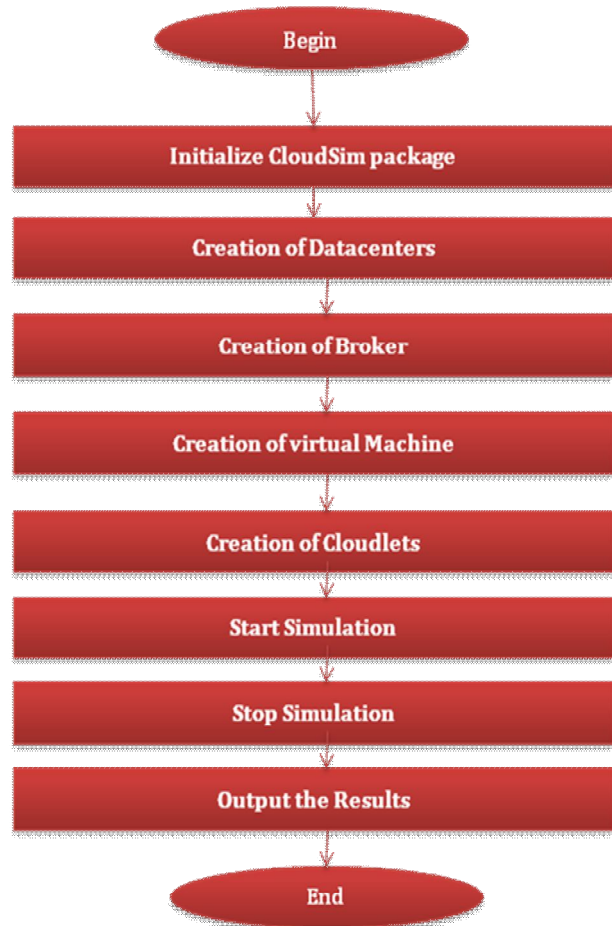 Begin
Initialize CloudSim package
Creation of Datacenters
Creation of Broker
Creation of virtual Machine
Creation of Cloudlets
Start Simulation
Stop Simulation
Output the Results
End